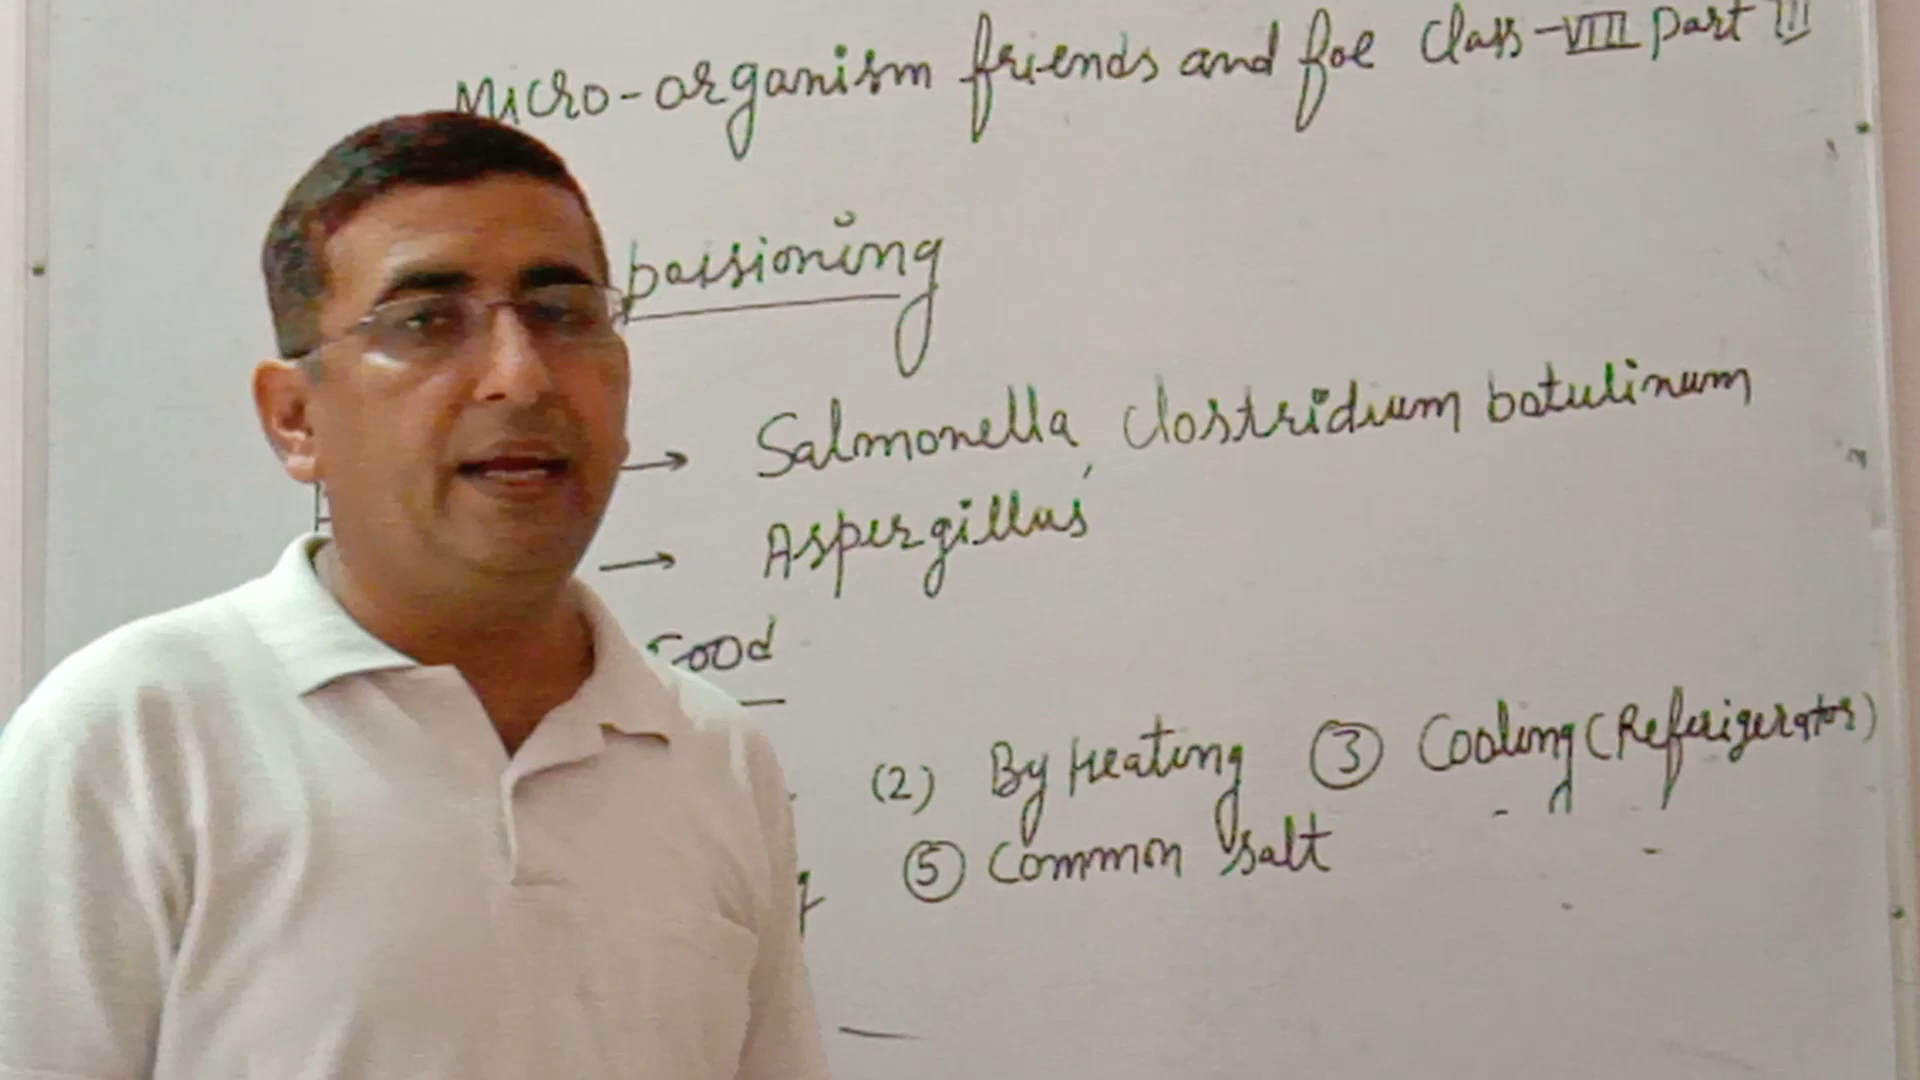 Micro-organism friends and foe Class-VIII Part III
poisioning
→ Salmonella, clostridium botulinum
→ Aspergillus
Food
(2) By Heating ③ Cooling (Referigerator)
⑤ Common salt